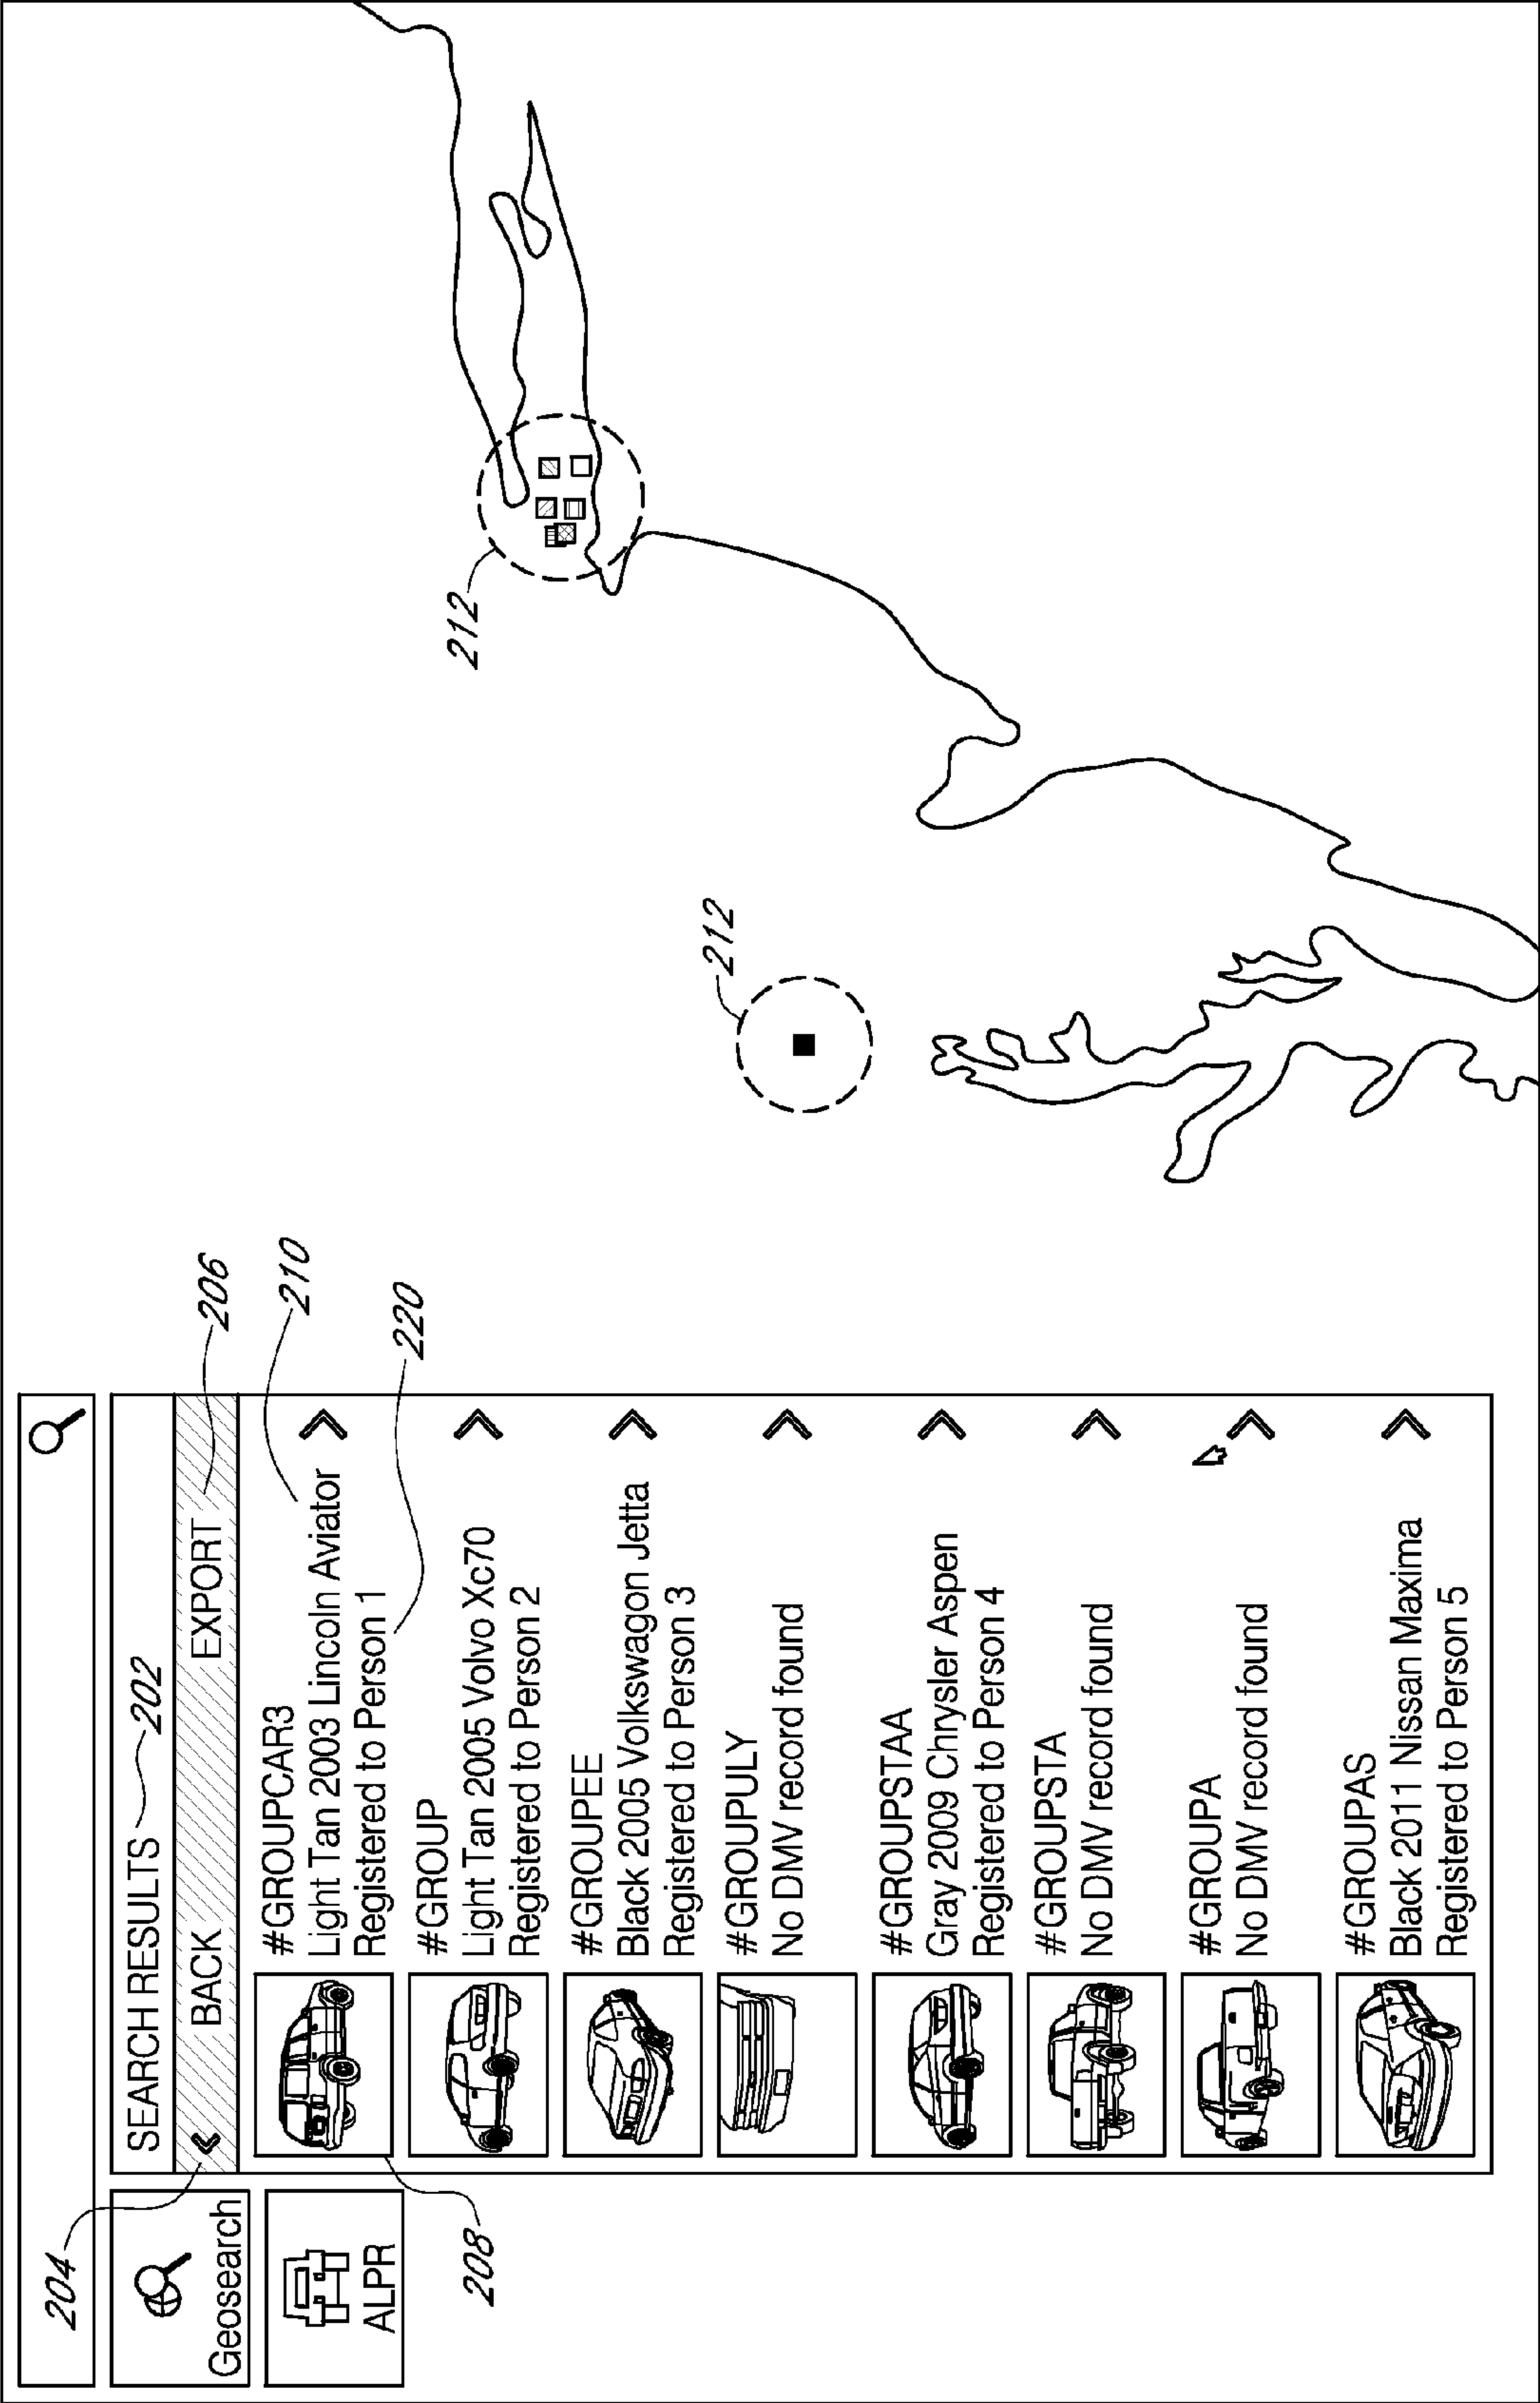 204
Geosearch
ALPR
208
SEARCH RESULTS
202
BACK
EXPORT
206
#GROUPCAR3
Light Tan 2003 Lincoln Aviator
Registered to Person 1
210
220
#GROUP
Light Tan 2005 Volvo Xc70
Registered to Person 2
#GROUPEE
Black 2005 Volkswagon Jetta
Registered to Person 3
#GROUPULY
No DMV record found
#GROUPSTAA
Gray 2009 Chrysler Aspen
Registered to Person 4
#GROUPSTA
No DMV record found
#GROUPA
No DMV record found
#GROUPAS
Black 2011 Nissan Maxima
Registered to Person 5
212
212